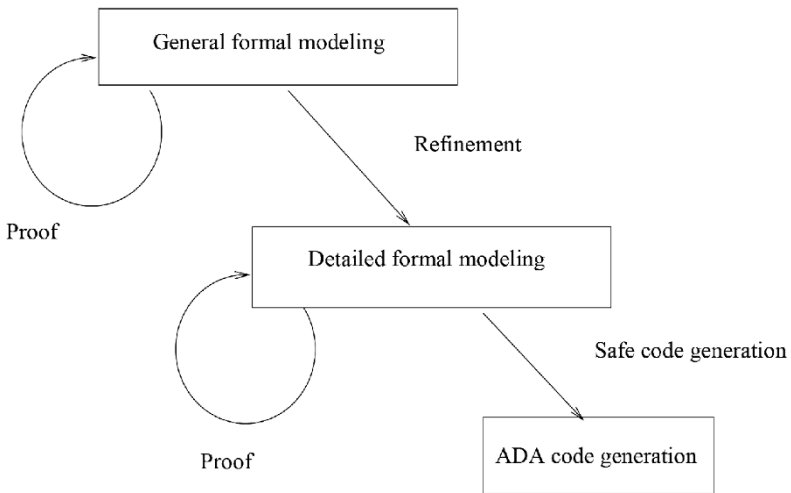 General formal modeling
Refinement
Proof
Detailed formal modeling
Safe code generation
Proof
ADA code generation